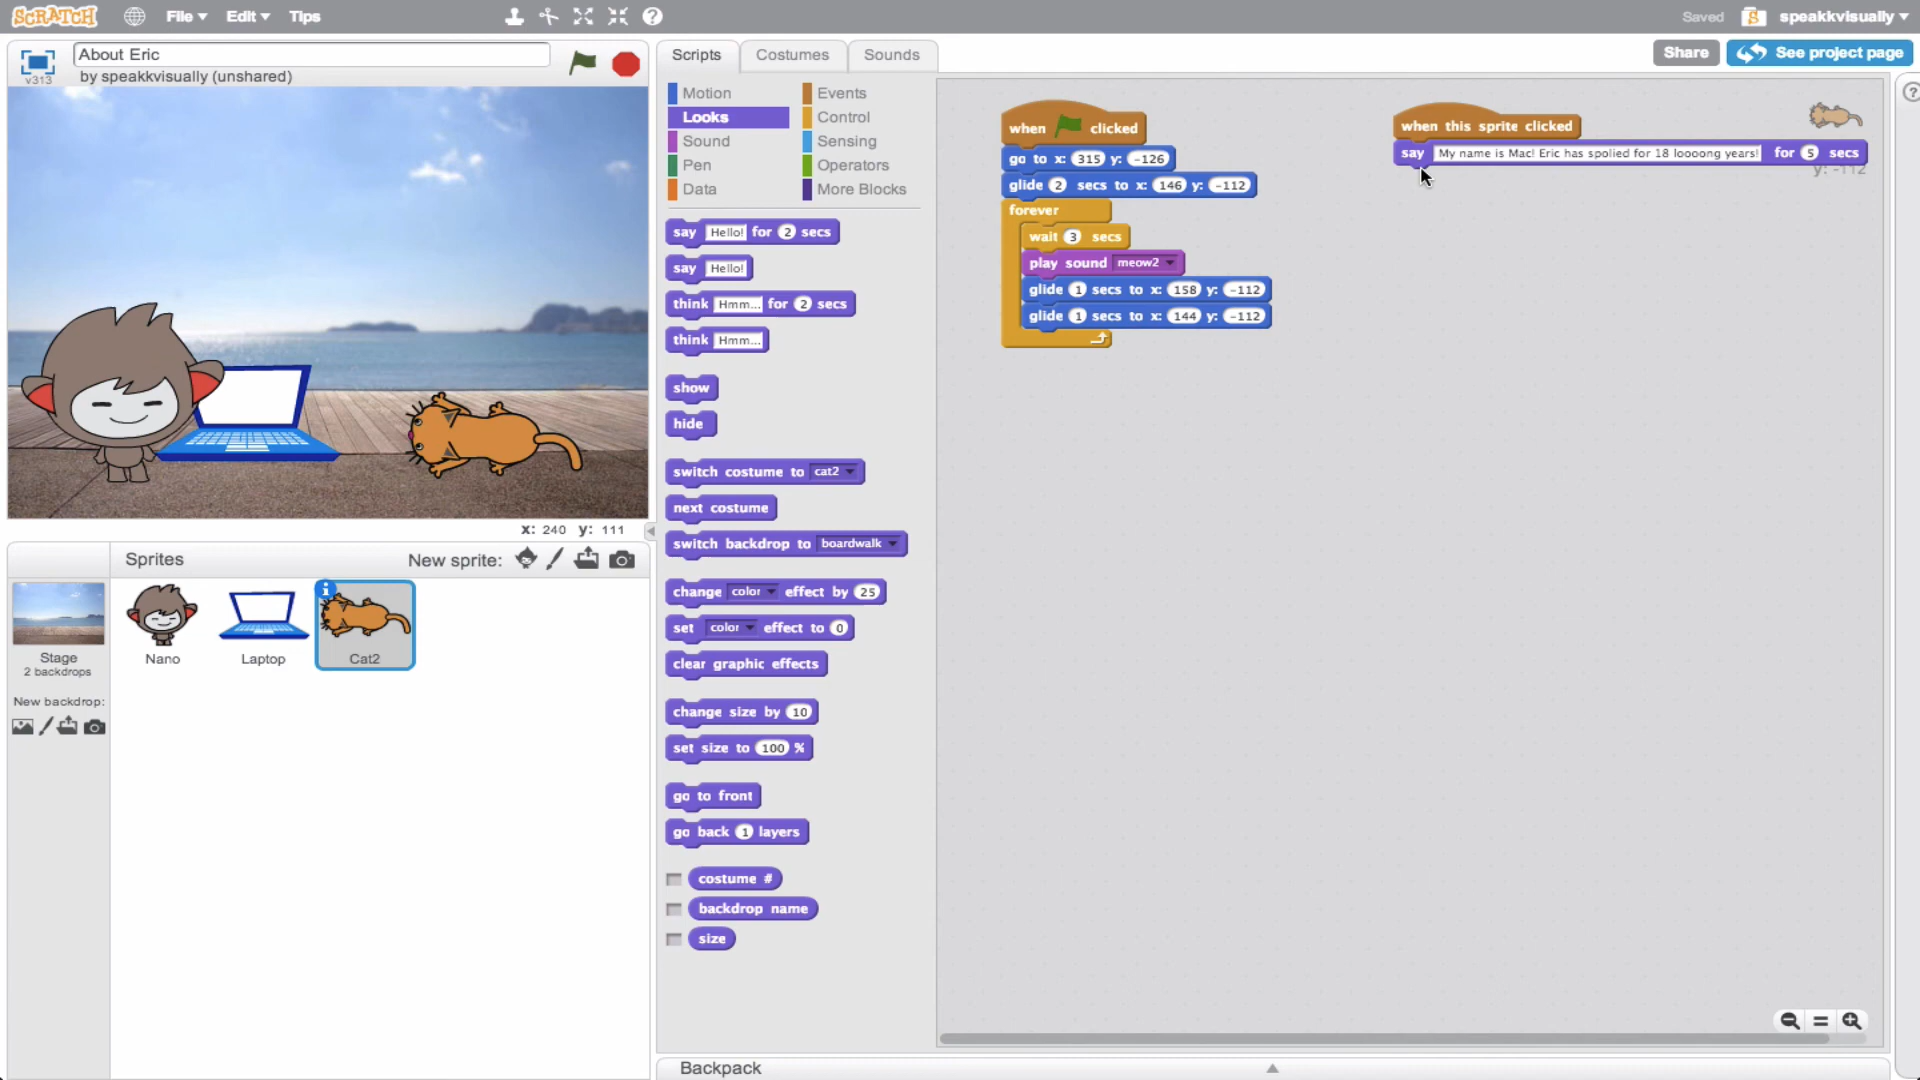 SCRATCH File Edit Tips Saved S speakkvisually
v313 About Eric
by speakkvisually (unshared)
Scripts Costumes Sounds Share See project page
Motion Events
Looks Control
Sound Sensing
Pen Operators
Data More Blocks
say Hello! for 2 secs
say Hello!
think Hmm... for 2 secs
think Hmm...
show
hide
switch costume to cat2
next costume
switch backdrop to boardwalk
change color effect by 25
set color effect to 0
clear graphic effects
change size by 10
set size to 100 %
go to front
go back 1 layers
costume #
backdrop name
size
when clicked
go to x: 315 y: -126
glide 2 secs to x: 146 y: -112
forever
wait 3 secs
play sound meow2
glide 1 secs to x: 158 y: -112
glide 1 secs to x: 144 y: -112
when this sprite clicked
say My name is Mac! Eric has spolied for 18 loooong years! for 5 secs
y: -112
x: 240 y: 111
Sprites New sprite:
Stage
2 backdrops
New backdrop:
Nano Laptop Cat2
Backpack